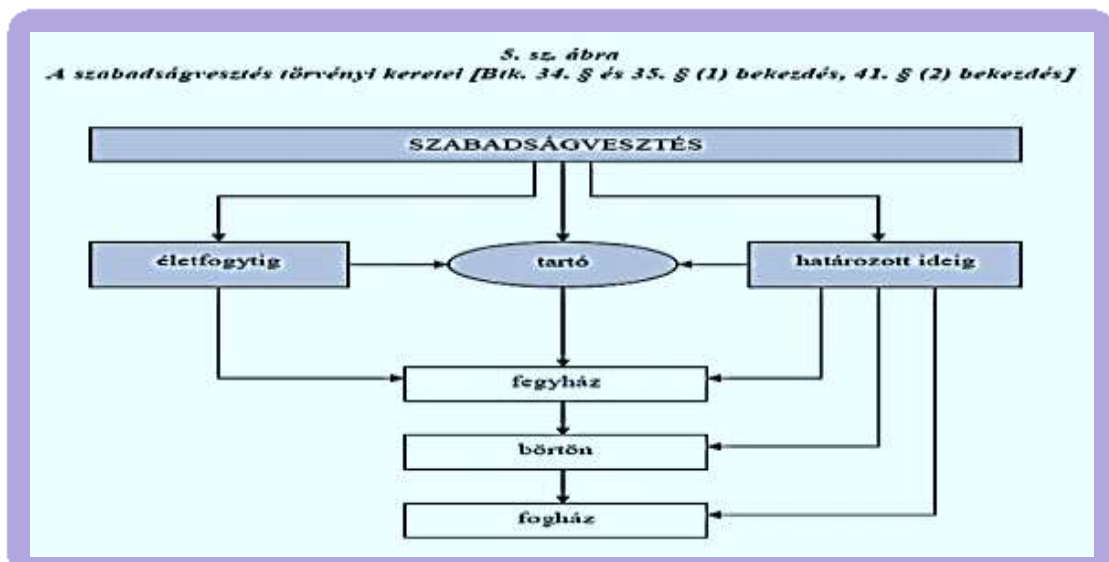 5. sz. ábra
A szabadságvesztés törvényi keretei [Btk. 34. § és 35. § (1) bekezdés, 41. § (2) bekezdés]
SZABADSÁGVESZTÉS
életfogytig
tartó
határozott ideig
fegyház
börtön
fogház